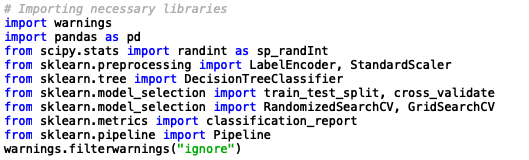 # Importing necessary libraries
import warnings
import pandas as pd
from scipy.stats import randint as sp_randInt
from sklearn.preprocessing import LabelEncoder, StandardScaler
from sklearn.tree import DecisionTreeClassifier
from sklearn.model_selection import train_test_split, cross_validate
from sklearn.model_selection import RandomizedSearchCV, GridSearchCV
from sklearn.metrics import classification_report
from sklearn.pipeline import Pipeline
warnings.filterwarnings("ignore")